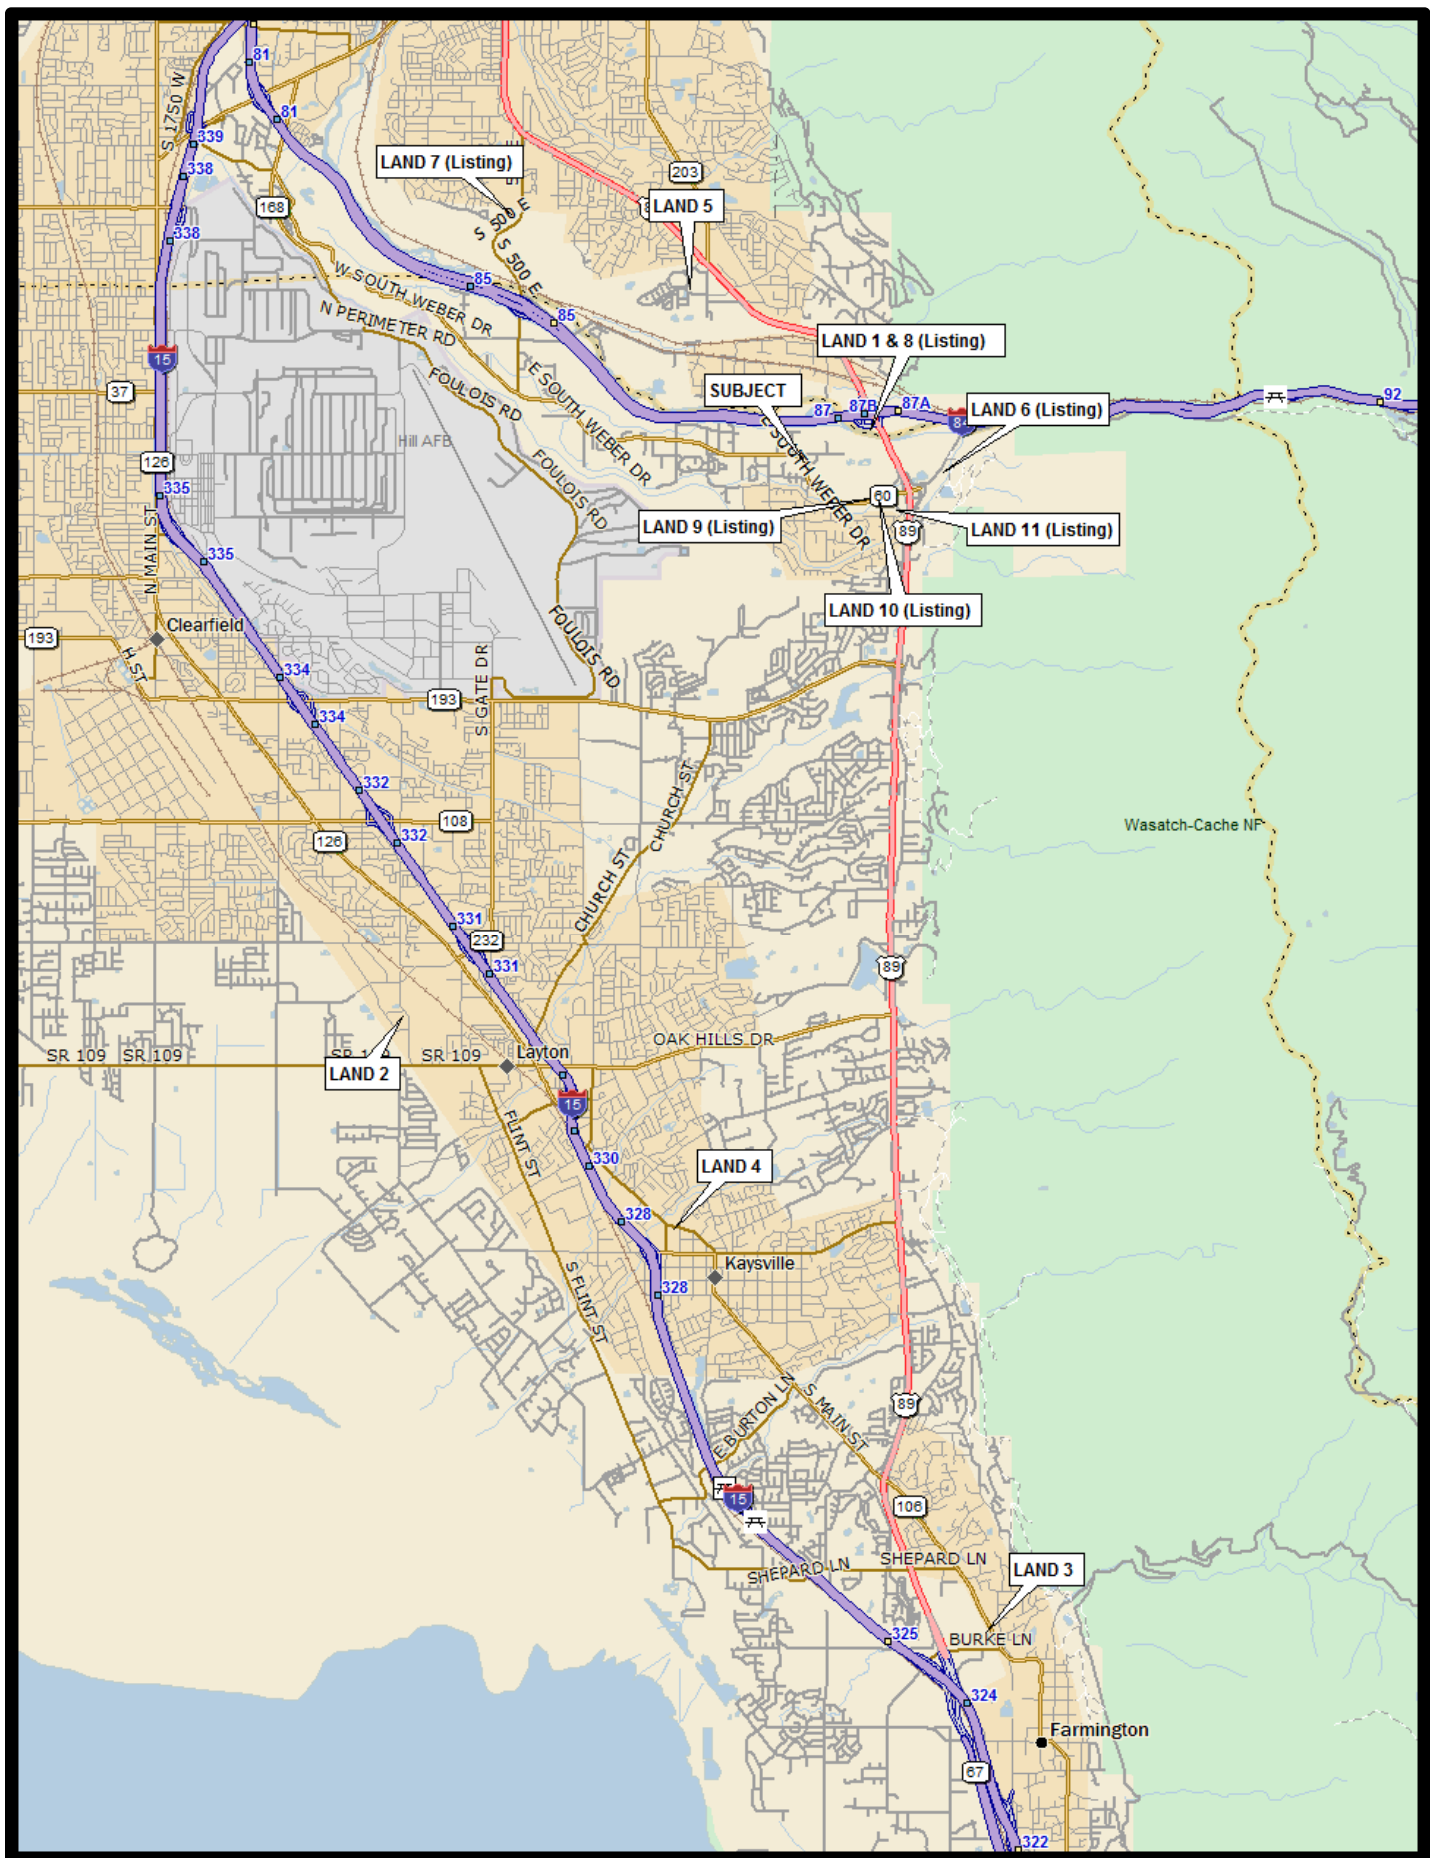 81
S 1750 W
81
339
LAND 7 (Listing)
338
203
168
LAND 5
S 500 E
338
S 500 E
W SOUTH WEBER DR
85
N PERIMETER RD
85
LAND 1 & 8 (Listing)
15
37
FOULOIS RD
E SOUTH WEBER DR
SUBJECT
87
87B
87A
92
84
LAND 6 (Listing)
Hill AFB
E SOUTH WEBER DR
126
FOULOIS RD
335
60
LAND 9 (Listing)
89
LAND 11 (Listing)
N MAIN ST
335
LAND 10 (Listing)
Clearfield
193
FOULOIS RD
H ST
334
S GATE DR
193
334
332
CHURCH ST
108
126
332
Wasatch-Cache NF
CHURCH ST
331
232
331
89
OAK HILLS DR
SR 109 SR 109
SR 109
Layton
LAND 2
15
FLINT ST
330
LAND 4
328
Kaysville
S FLINT ST
328
E BURTON LN
S MAIN ST
89
15
106
SHEPARD LN
SHEPARD LN
LAND 3
325
BURKE LN
324
Farmington
67
322